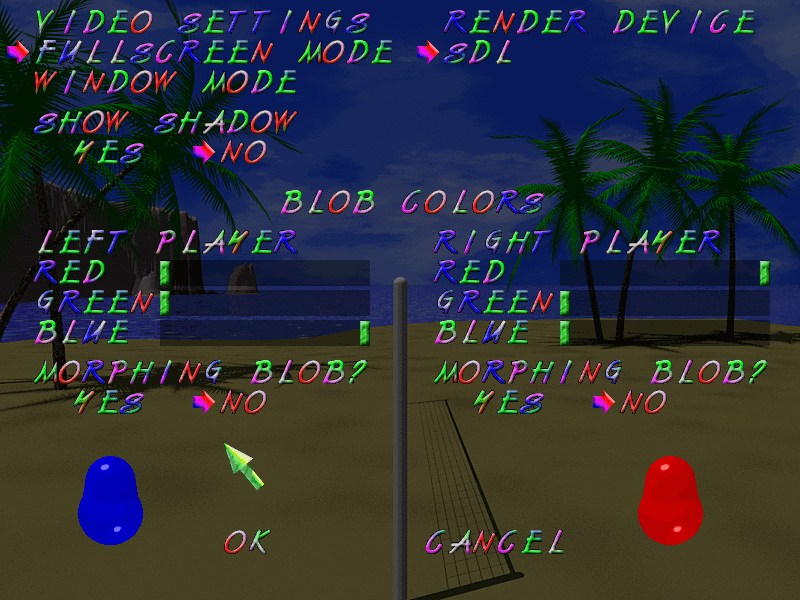 VIDEO SETTINGS RENDER DEVICE
FULLSCREEN MODE SDL
WINDOW MODE
SHOW SHADOW
YES NO
BLOB COLORS
LEFT PLAYER RIGHT PLAYER
RED RED
GREEN GREEN
BLUE BLUE
MORPHING BLOB? MORPHING BLOB?
YES NO YES NO
OK CANCEL